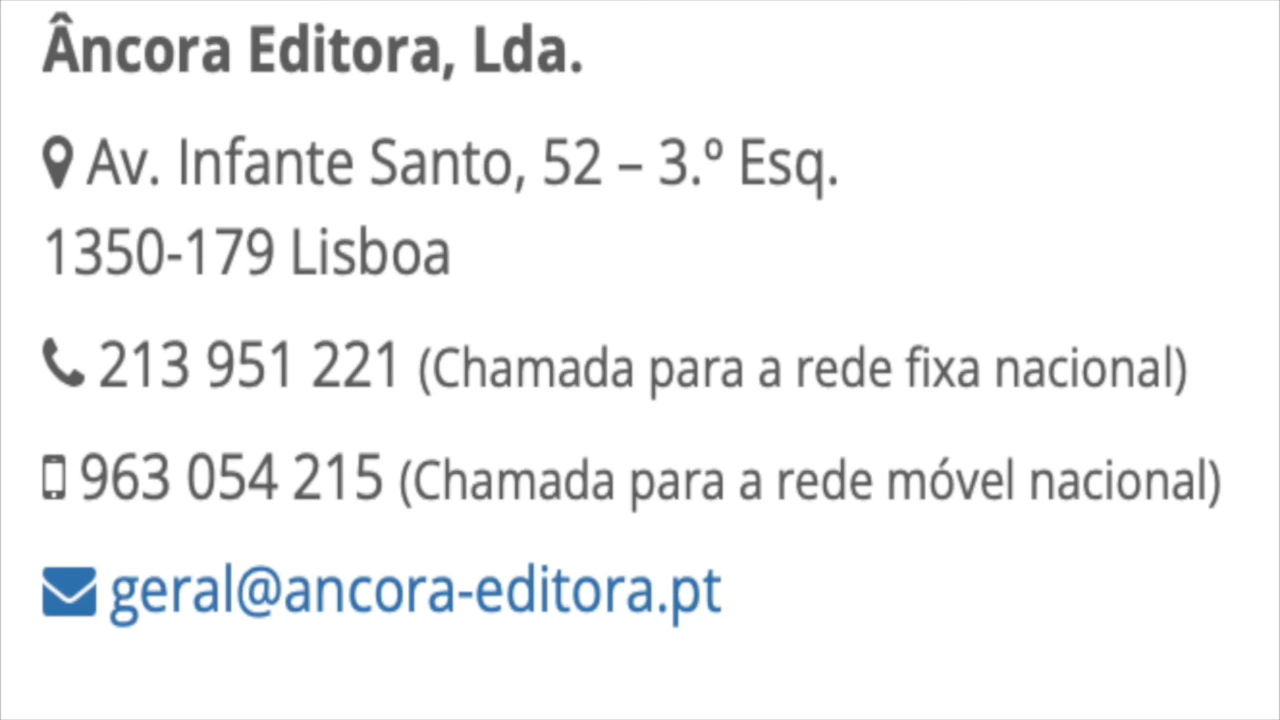 Âncora Editora, Lda.
Av. Infante Santo, 52 – 3.º Esq.
1350-179 Lisboa
213 951 221 (Chamada para a rede fixa nacional)
963 054 215 (Chamada para a rede móvel nacional)
geral@ancora-editora.pt